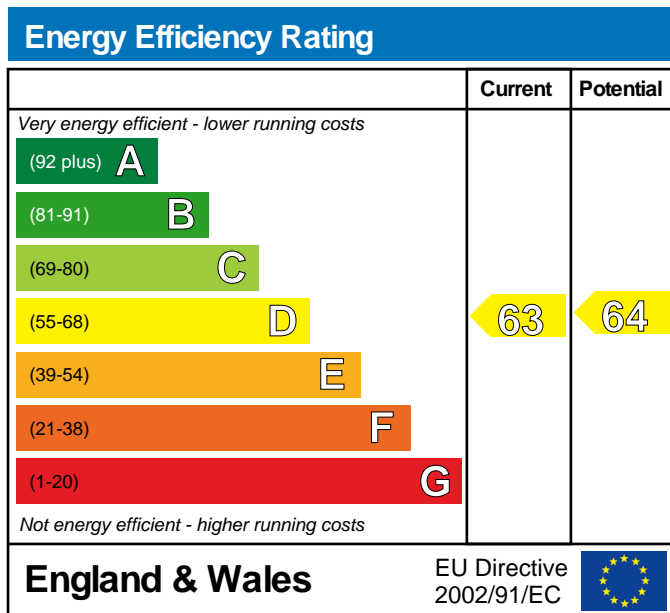 Energy Efficiency Rating
Current Potential
Very energy efficient - lower running costs
(92 plus) A
(81-91) B
(69-80) C
(55-68) D 63 64
(39-54) E
(21-38) F
(1-20) G
Not energy efficient - higher running costs
England & Wales
EU Directive
2002/91/EC